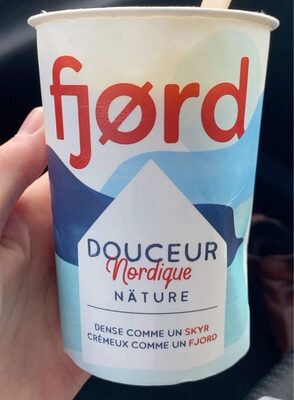 fjørd
DOUCEUR
Nordique
NÄTURE
DENSE COMME UN SKYR
CRÉMEUX COMME UN FJORD